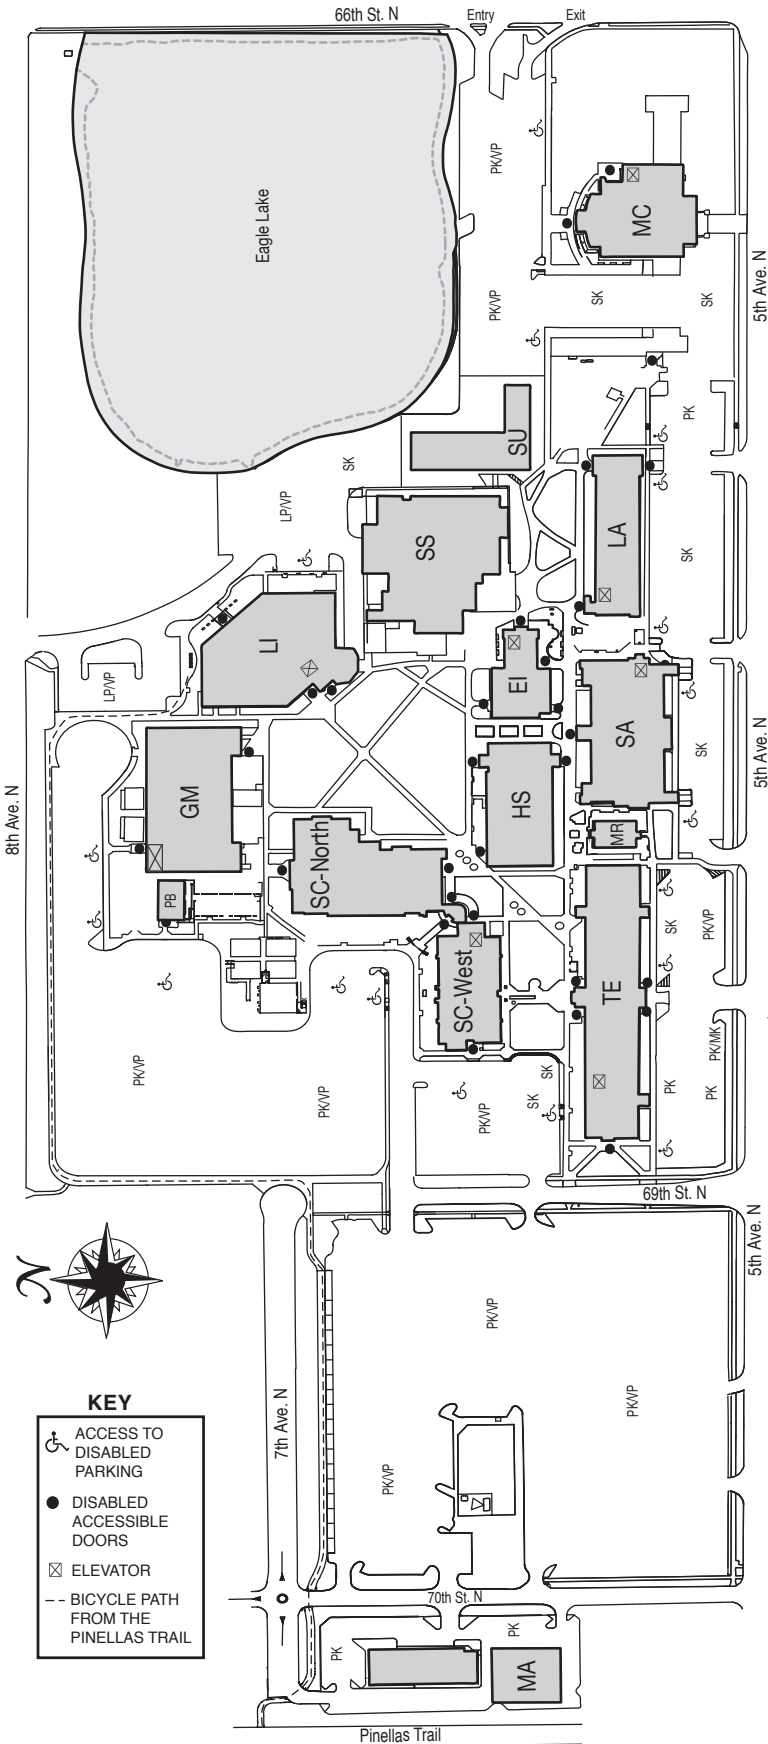 66th St. N
Entry
Exit
PK/VP
MC
Eagle Lake
5th Ave. N
PK/VP
SK
SK
PK
SU
SK
LP/VP
LA
SS
SK
LI
LP/VP
EI
SA
SK
5th Ave. N
8th Ave. N
GM
HS
MR
SC-North
PB
SK
PK/VP
SC-West
TE
PK/VP
PK/VP
PK/VP
SK
SK
PK
PK
PK/MK
69th St. N
5th Ave. N
N
PK/VP
PK/VP
7th Ave. N
PK/VP
KEY
ACCESS TO
DISABLED
PARKING
DISABLED
ACCESSIBLE
DOORS
ELEVATOR
BICYCLE PATH
FROM THE
PINELLAS TRAIL
70th St. N
PK
PK
MA
Pinellas Trail